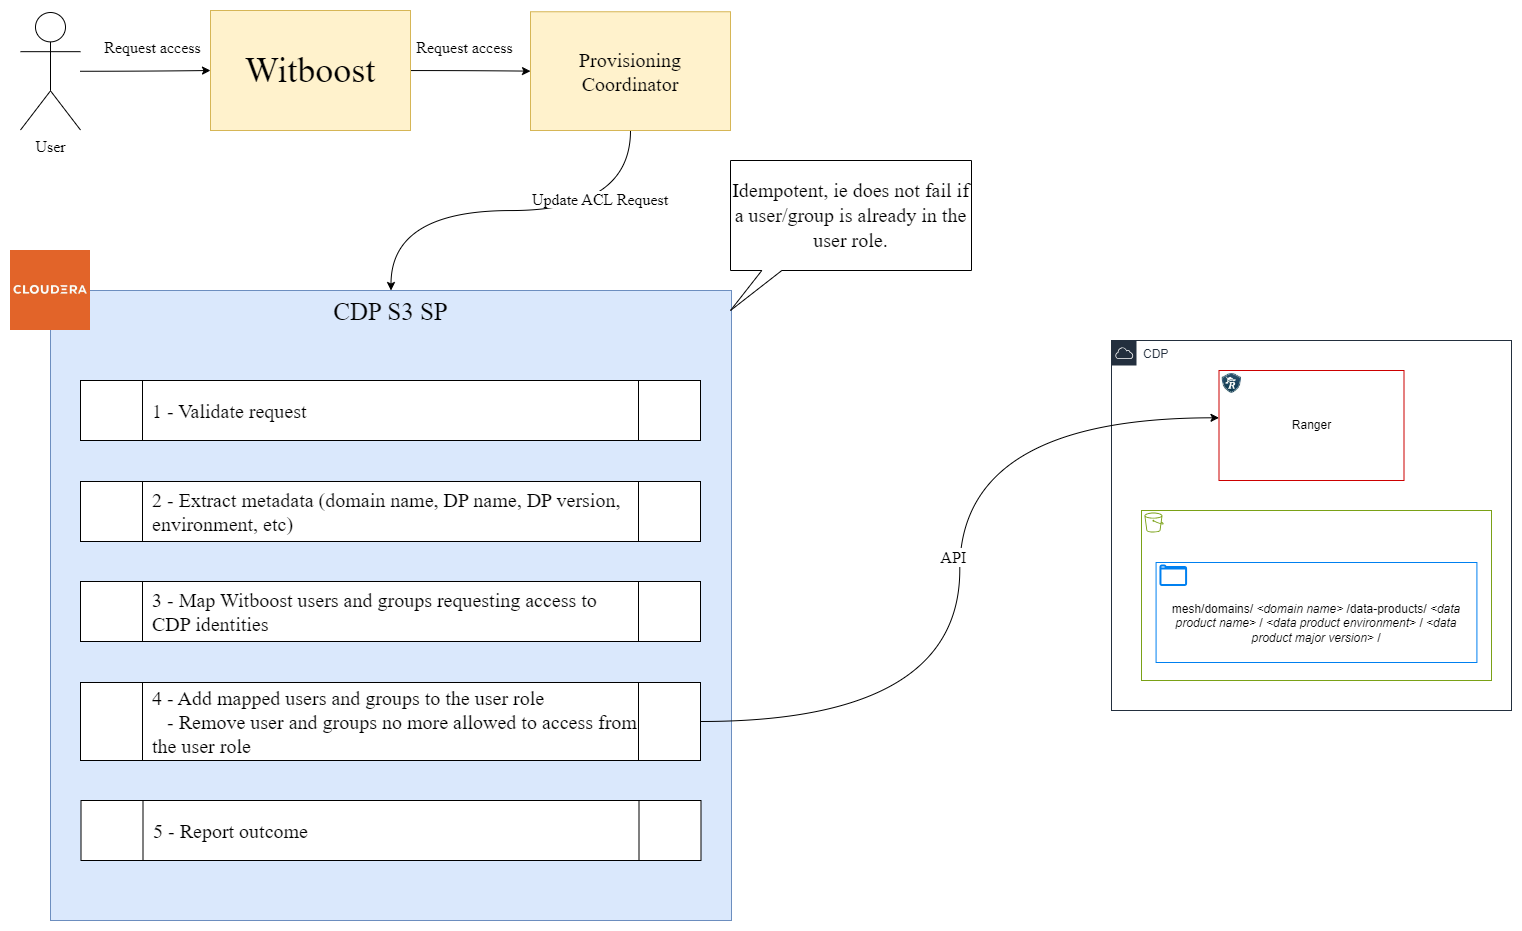 Request access
Request access
Witboost
Provisioning
Coordinator
User
Update ACL Request
Idempotent, ie does not fail if
a user/group is already in the
user role.
CLOUDERA
CDP S3 SP
1 - Validate request
2 - Extract metadata (domain name, DP name, DP version,
environment, etc)
3 - Map Witboost users and groups requesting access to
CDP identities
4 - Add mapped users and groups to the user role
- Remove user and groups no more allowed to access from
the user role
5 - Report outcome
API
CDP
R
Ranger
mesh/domains/ <domain name> /data-products/ <data
product name> / <data product environment> / <data
product major version> /